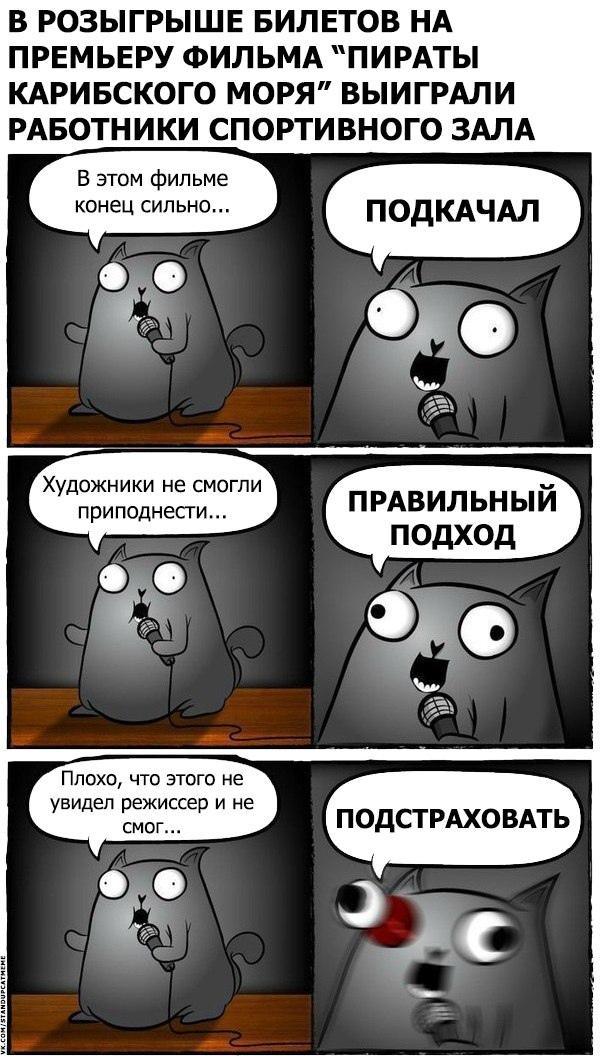 В РОЗЫГРЫШЕ БИЛЕТОВ НА
ПРЕМЬЕРУ ФИЛЬМА "ПИРАТЫ
КАРИБСКОГО МОРЯ" ВЫИГРАЛИ
РАБОТНИКИ СПОРТИВНОГО ЗАЛА
В этом фильме
конец сильно...
ПОДКАЧАЛ
Художники не смогли
приподнести...
ПРАВИЛЬНЫЙ
ПОДХОД
Плохо, что этого не
увидел режиссер и не
смог...
ПОДСТРАХОВАТЬ
VK.COM/STANDUPCATMEME